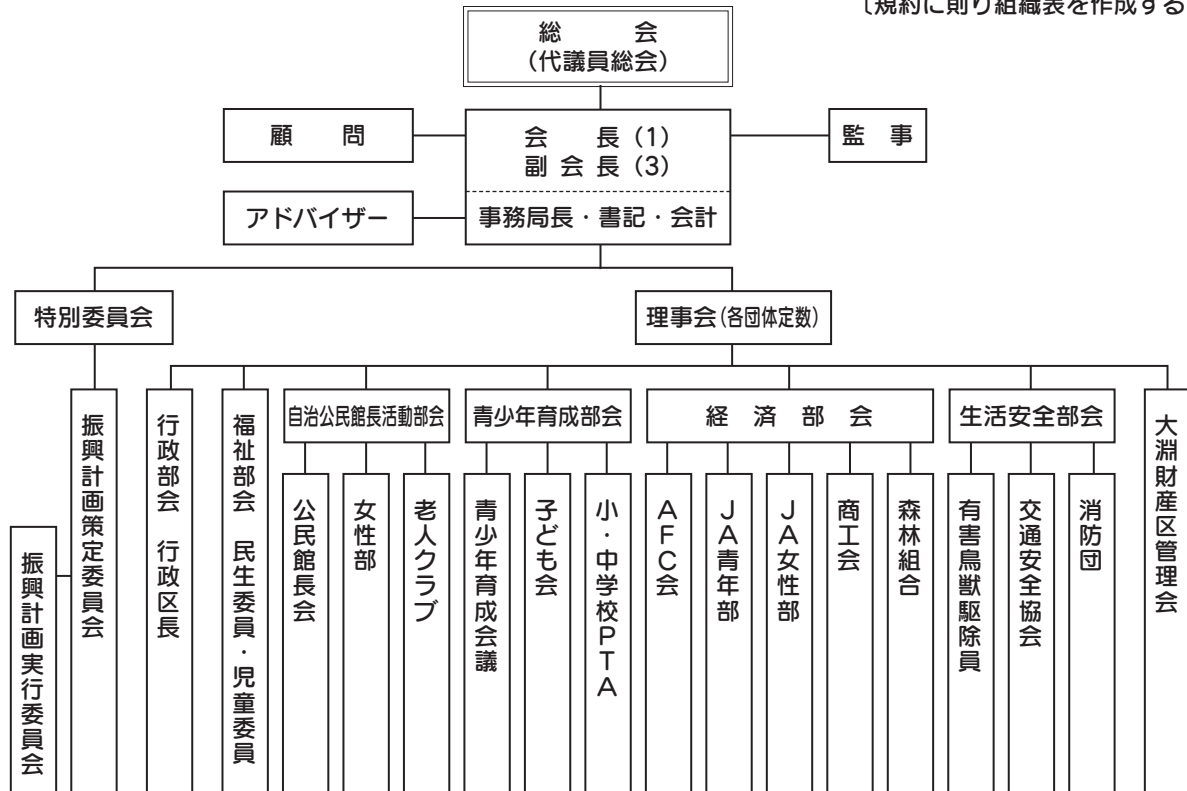 〔規約に則り組織表を作成する
総　　会
（代議員総会）
顧　問
会　　長（1）
副 会 長（3）
監　事
アドバイザー
事務局長・書記・会計
特別委員会
理事会（各団体定数）
振興計画実行委員会
振興計画策定委員会
行政部会　行政区長
福祉部会　民生委員・児童委員
自治公民館長活動部会
公民館長会
女性部
老人クラブ
青少年育成部会
青少年育成会議
子ども会
小・中学校PTA
経　済　部　会
AFC会
JA青年部
JA女性部
商工会
森林組合
生活安全部会
有害鳥獣駆除員
交通安全協会
消防団
大淵財産区管理会